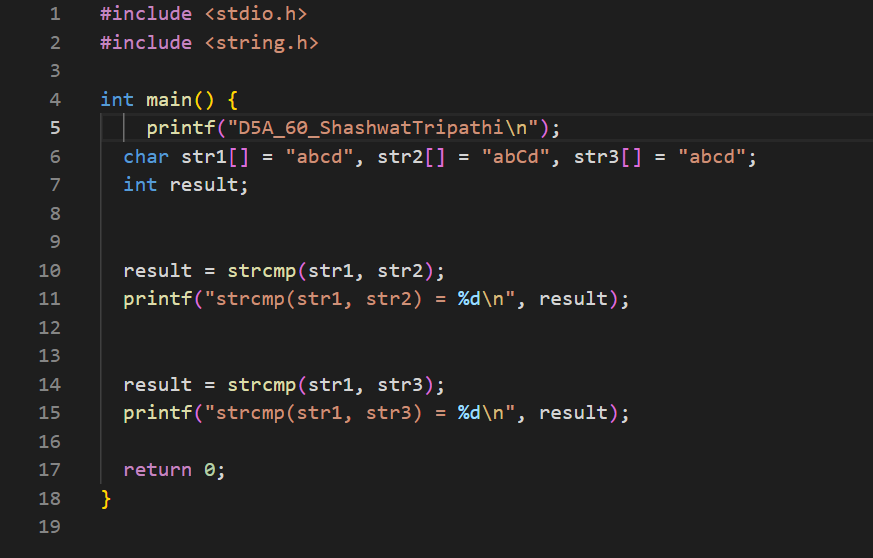 1 #include <stdio.h>
2 #include <string.h>
3
4 int main() {
5 printf("D5A_60_ShashwatTripathi\n");
6 char str1[] = "abcd", str2[] = "abCd", str3[] = "abcd";
7 int result;
8
9
10 result = strcmp(str1, str2);
11 printf("strcmp(str1, str2) = %d\n", result);
12
13
14 result = strcmp(str1, str3);
15 printf("strcmp(str1, str3) = %d\n", result);
16
17 return 0;
18 }
19